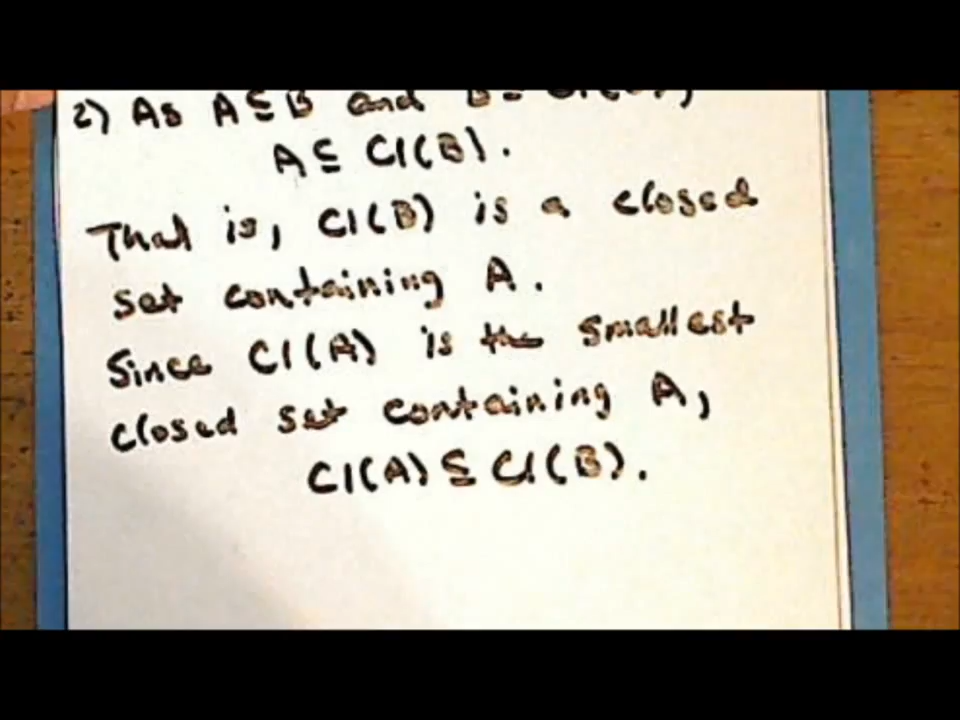 2) As A⊆B and
A ⊆ Cl(B).
That is, Cl(B) is a closed
set containing A.
Since Cl(A) is the smallest
closed set containing A,
Cl(A) ⊆ Cl(B).